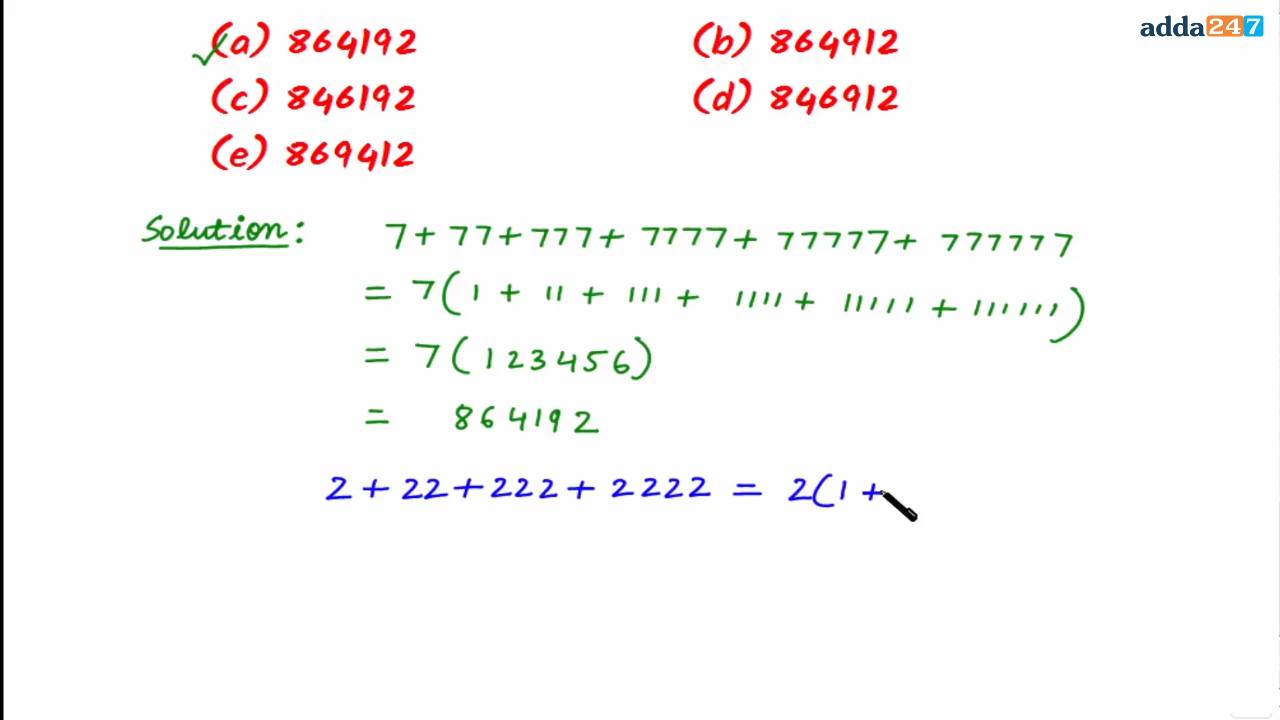 adda247
(a) 864192 (b) 864912
(c) 846192 (d) 846912
(e) 869412
Solution: 7+ 77+777+ 7777+ 77777+ 777777
= 7(1 + 11 + 111 + 1111 + 11111 + 111111)
= 7(123456)
= 864192
2 + 22+222+ 2222 = 2(1 +